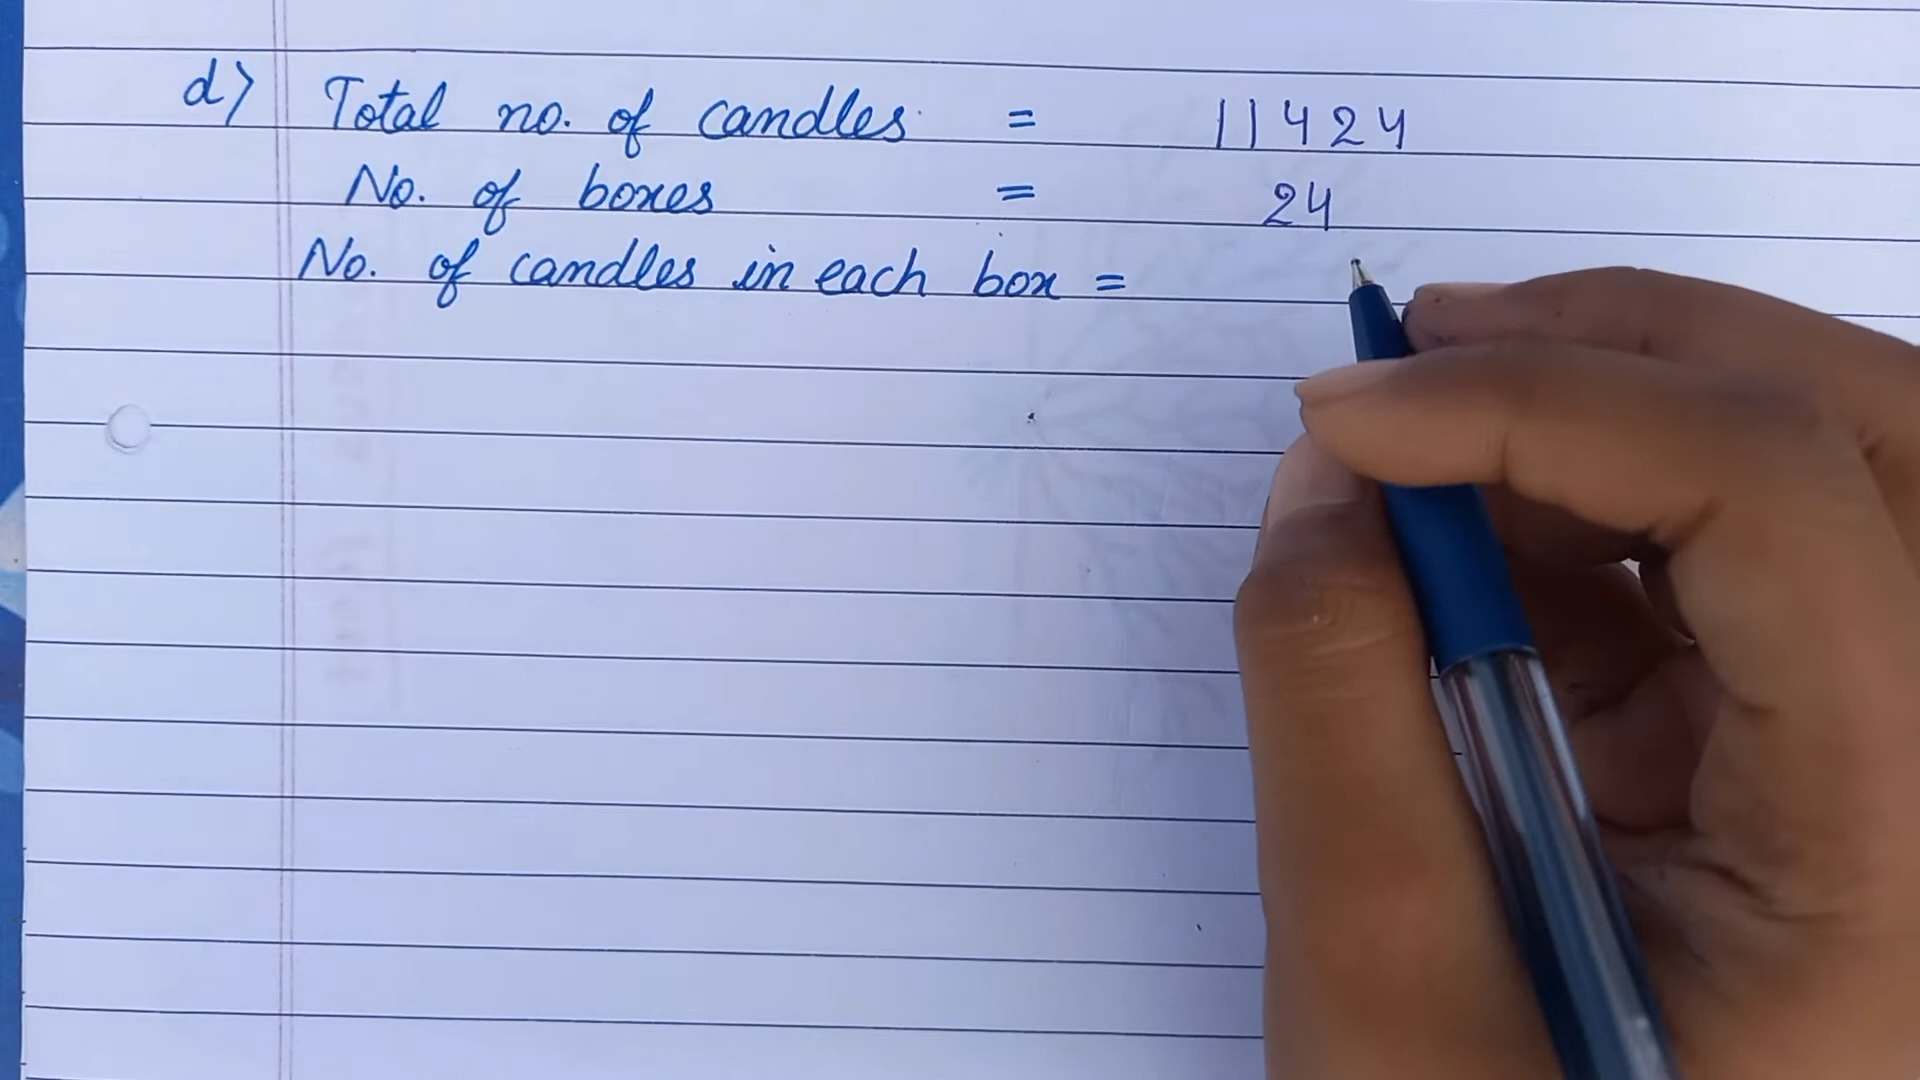 d) Total no. of candles = 11424
No. of boxes = 24
No. of candles in each box =